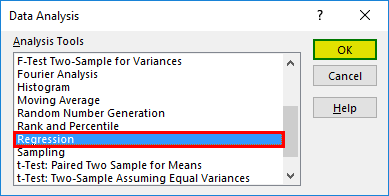 Data Analysis
Analysis Tools
F-Test Two-Sample for Variances
Fourier Analysis
Histogram
Moving Average
Random Number Generation
Rank and Percentile
Regression
Sampling
t-Test: Paired Two Sample for Means
t-Test: Two-Sample Assuming Equal Variances
OK
Cancel
Help